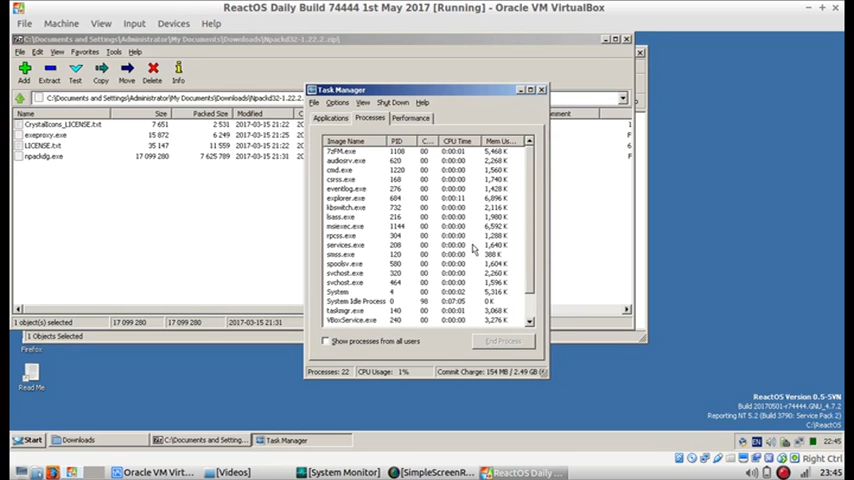 ReactOS Daily Build 74444 1st May 2017 [Running] - Oracle VM VirtualBox
File Machine View Input Devices Help
C:\Documents and Settings\Administrator\My Documents\Downloads\Npackd32-1.22.2.zip\
File Edit View Favorites Tools Help
Add Extract Test Copy Move Delete Info
C:\Documents and Settings\Administrator\My Documents\Downloads\Npackd32-1.22.2
Name Size Packed Size Modified Comment
CrystalIcons_LICENSE.txt 7 651 2 531 2017-03-15 21:22
exeproxy.exe 15 872 6 249 2017-03-15 21:25
LICENSE.txt 35 147 11 559 2017-03-15 21:22
npackdg.exe 17 099 280 7 625 789 2017-03-15 21:31
1 object(s) selected 17 099 280 17 099 280 2017-03-15 21:31
1 Objects Selected
Task Manager
File Options View Shut Down Help
Applications Processes Performance
Image Name PID C... CPU Time Mem Us...
7zFM.exe 1108 00 0:00:01 5,468 K
audiosrv.exe 620 00 0:00:00 2,268 K
cmd.exe 1220 00 0:00:00 1,560 K
csrss.exe 168 00 0:00:00 1,740 K
eventlog.exe 276 00 0:00:00 1,428 K
explorer.exe 684 00 0:00:11 6,896 K
kbswitch.exe 732 00 0:00:00 2,116 K
lsass.exe 216 00 0:00:00 1,980 K
msiexec.exe 1144 00 0:00:00 6,592 K
rpcss.exe 304 00 0:00:00 1,288 K
services.exe 208 00 0:00:00 1,640 K
smss.exe 120 00 0:00:00 388 K
spoolsv.exe 580 00 0:00:00 1,604 K
svchost.exe 320 00 0:00:00 2,260 K
svchost.exe 464 00 0:00:00 1,596 K
System 4 00 0:00:02 5,316 K
System Idle Process 0 98 0:07:05 0 K
taskmgr.exe 140 00 0:00:01 3,068 K
VBoxService.exe 240 00 0:00:00 3,276 K
Show processes from all users End Process
Processes: 22 CPU Usage: 1% Commit Charge: 154 MB / 2.49 GB
Firefox
Read Me
ReactOS Version 0.5-SVN
Build 20170501-r74444.GNU_4.7.2
Reporting NT 5.2 (Build 3790: Service Pack 2)
C:\ReactOS
Start Downloads C:\Documents and Setting... Task Manager EN 22:45
Right Ctrl
Oracle VM Virt... [Videos] [System Monitor] [SimpleScreenR... ReactOS Daily ... 23:45